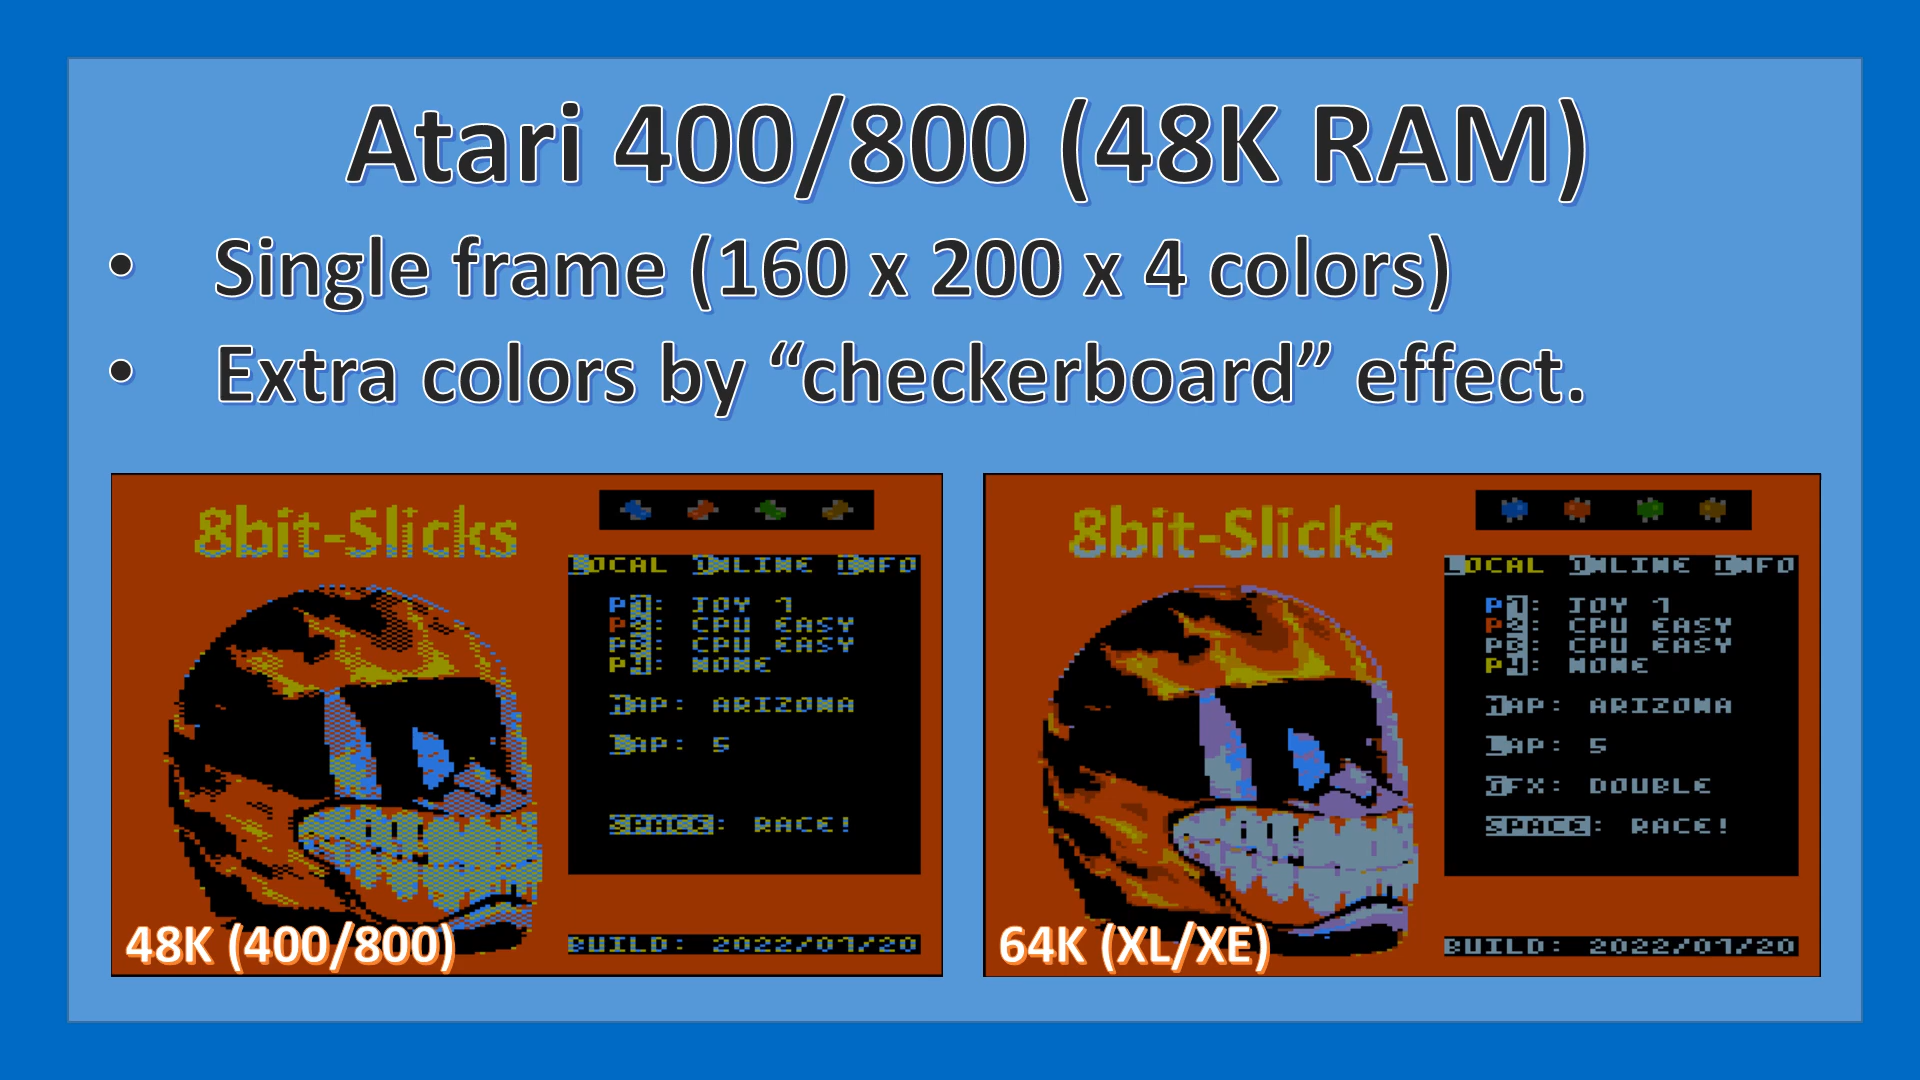 Atari 400/800 (48K RAM)
• Single frame (160 x 200 x 4 colors)
• Extra colors by “checkerboard” effect.
8bit-Slicks
LOCAL ONLINE INFO
P1: JOY 1
P2: CPU EASY
P3: CPU EASY
P4: NONE
MAP: ARIZONA
LAP: 5
SPACE: RACE!
BUILD: 2022/07/20
48K (400/800)
8bit-Slicks
LOCAL ONLINE INFO
P1: JOY 1
P2: CPU EASY
P3: CPU EASY
P4: NONE
MAP: ARIZONA
LAP: 5
GFX: DOUBLE
SPACE: RACE!
BUILD: 2022/07/20
64K (XL/XE)